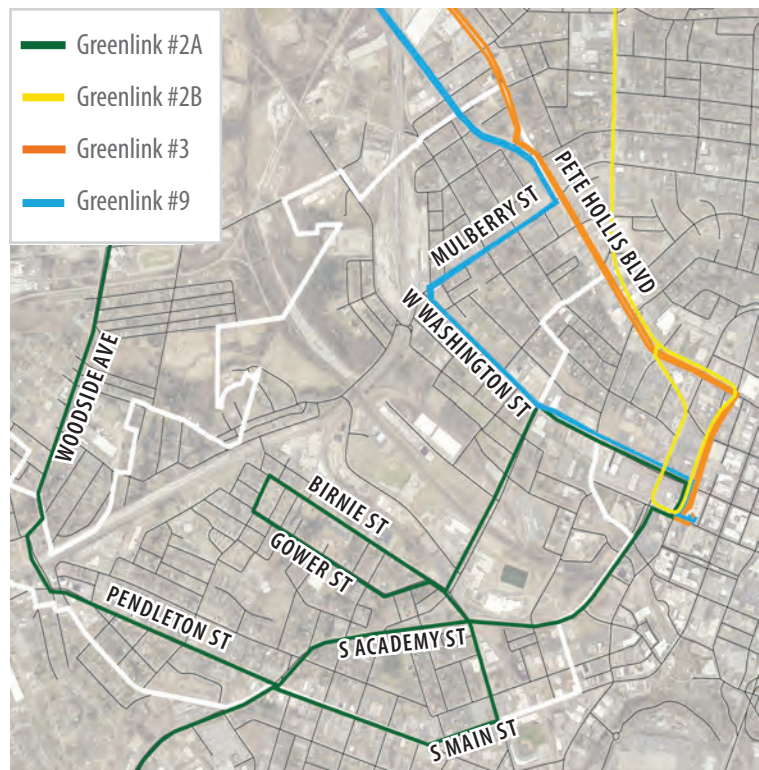 Greenlink #2A
Greenlink #2B
Greenlink #3
Greenlink #9
PETE HOLLIS BLVD
MULBERRY ST
W WASHINGTON ST
WOODSIDE AVE
BIRNIE ST
GOWER ST
PENDLETON ST
S ACADEMY ST
S MAIN ST